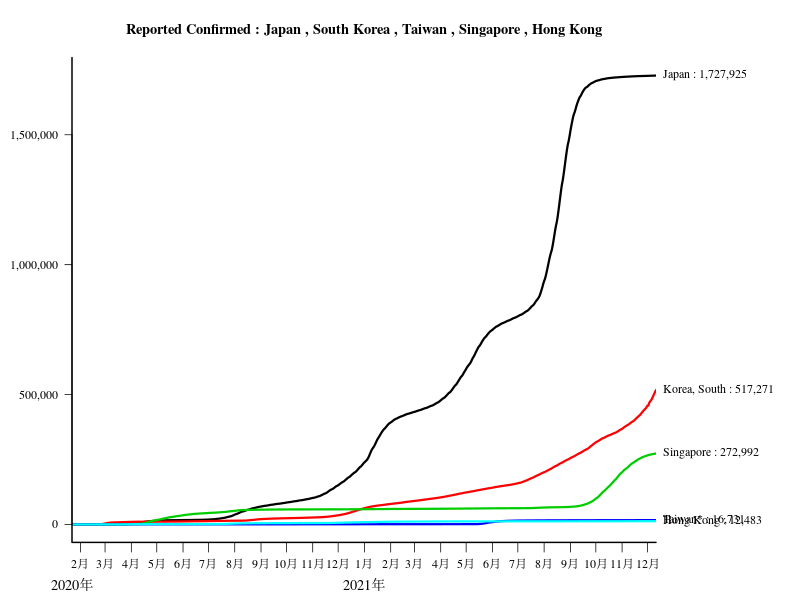 Reported Confirmed : Japan , South Korea , Taiwan , Singapore , Hong Kong
Japan : 1,727,925
1,500,000
1,000,000
500,000
Korea, South : 517,271
Singapore : 272,992
0
2月 3月 4月 5月 6月 7月 8月 9月 10月 11月 12月 1月 2月 3月 4月 5月 6月 7月 8月 9月 10月 11月 12月
2020年 2021年